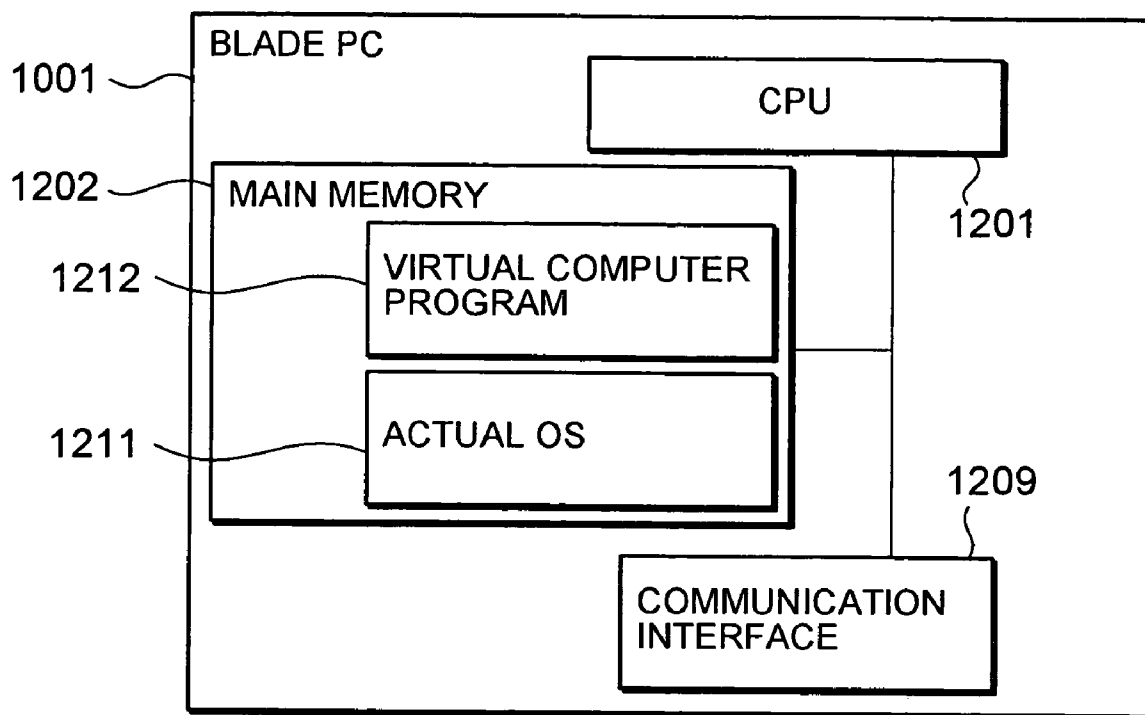 BLADE PC
1001
CPU
1202
MAIN MEMORY
1201
1212
VIRTUAL COMPUTER
PROGRAM
1211
ACTUAL OS
1209
COMMUNICATION
INTERFACE